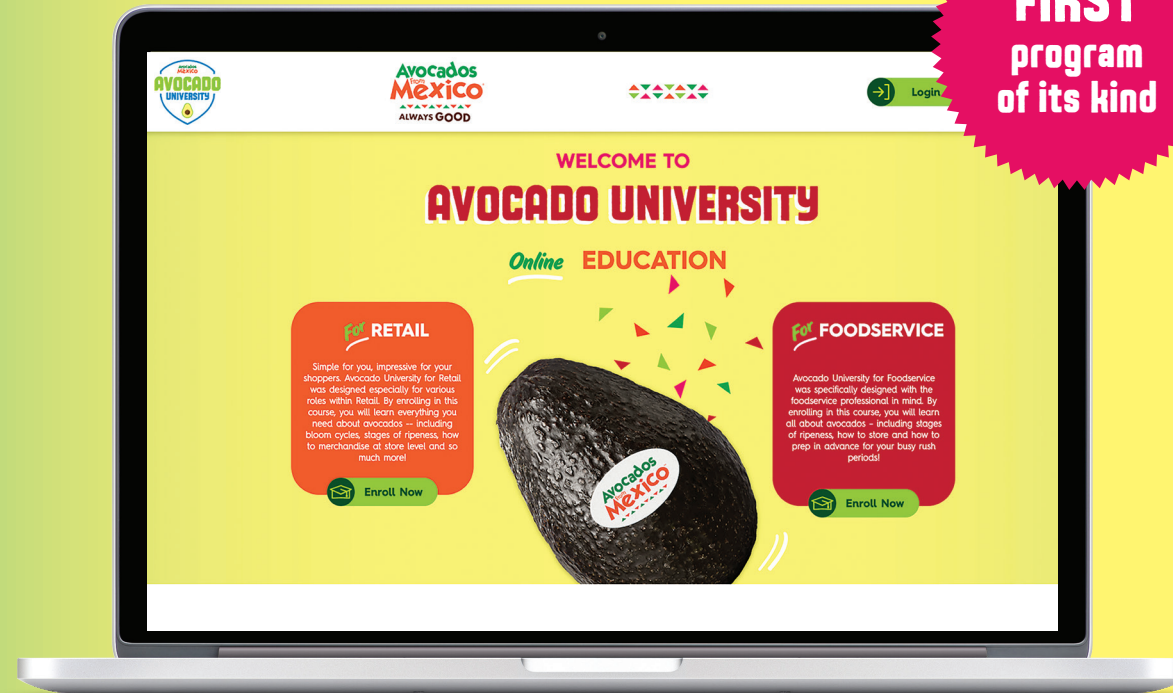 FIRST
program
of its kind
Avocados
from
Mexico
AVOCADO
UNIVERSITY
Avocados
from
Mexico
ALWAYS GOOD
Login
WELCOME TO
AVOCADO UNIVERSITY
Online EDUCATION
For RETAIL
Simple for you, impressive for your
shoppers. Avocado University for Retail
was designed especially for various
roles within Retail. By enrolling in this
course, you will learn everything you
need about avocados -- including
bloom cycles, stages of ripeness, how
to merchandise at store level and so
much more!
Enroll Now
Avocados
from
Mexico
For FOODSERVICE
Avocado University for Foodservice
was specifically designed with the
foodservice professional in mind. By
enrolling in this course, you will learn
all about avocados - including stages
of ripeness, how to store and how to
prep in advance for your busy rush
periods!
Enroll Now